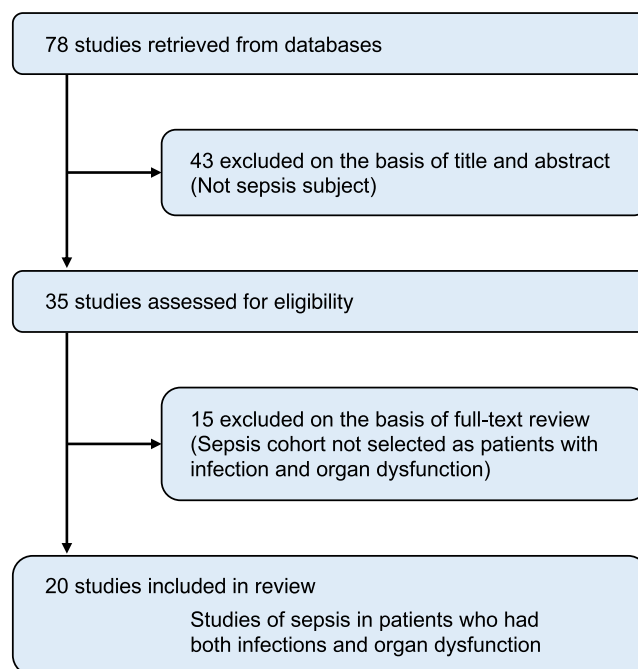 78 studies retrieved from databases
43 excluded on the basis of title and abstract
(Not sepsis subject)
35 studies assessed for eligibility
15 excluded on the basis of full-text review
(Sepsis cohort not selected as patients with
infection and organ dysfunction)
20 studies included in review
Studies of sepsis in patients who had
both infections and organ dysfunction